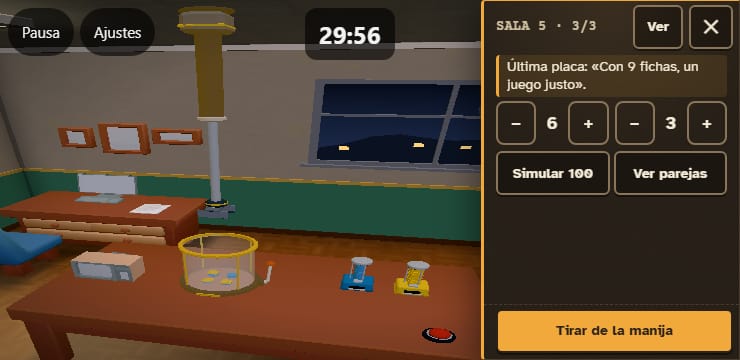 Pausa
Ajustes
29:56
SALA 5 · 3/3
Ver
×
Última placa: «Con 9 fichas, un
juego justo».
− 6 + − 3 +
Simular 100
Ver parejas
Tirar de la manija